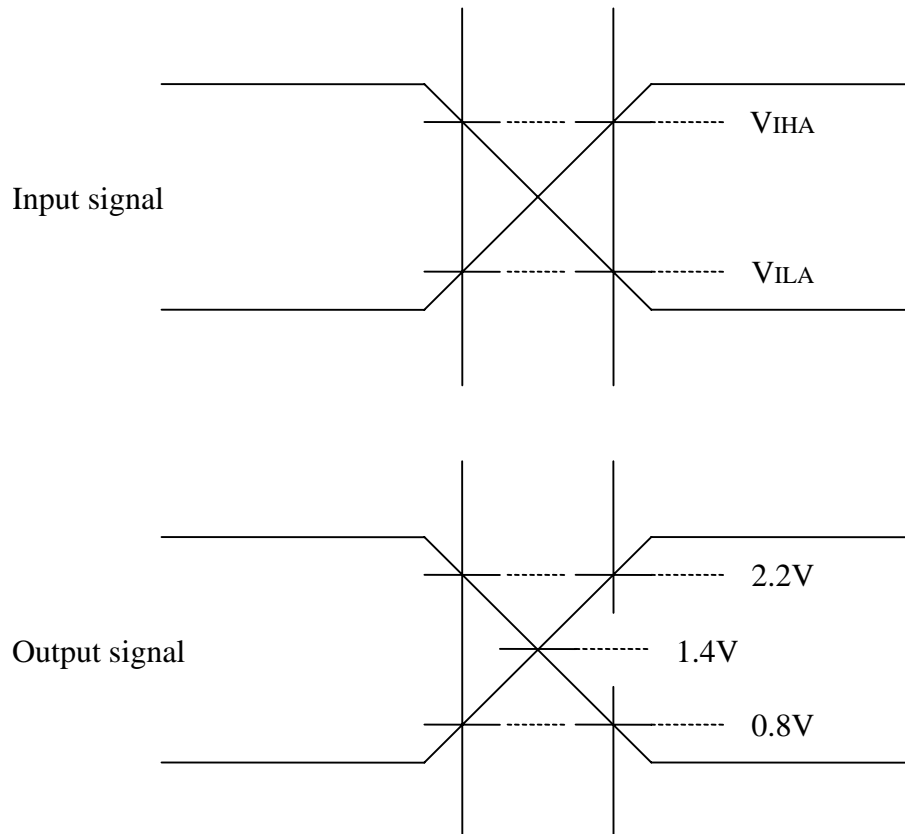 VIHA
Input signal
VILA
2.2V
Output signal
1.4V
0.8V